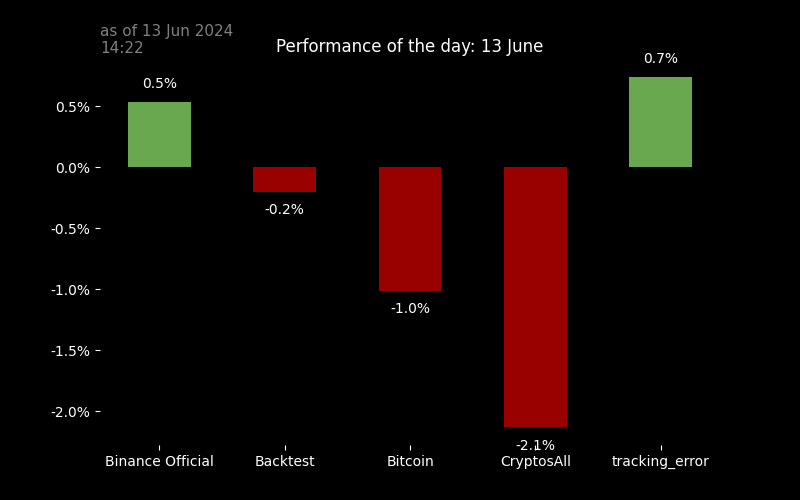 as of 13 Jun 2024
14:22
Performance of the day: 13 June
0.5%
0.7%
0.5%
0.0%
-0.5%
-1.0%
-1.5%
-2.0%
-0.2%
-1.0%
-2.1%
Binance Official
Backtest
Bitcoin
CryptosAll
tracking_error